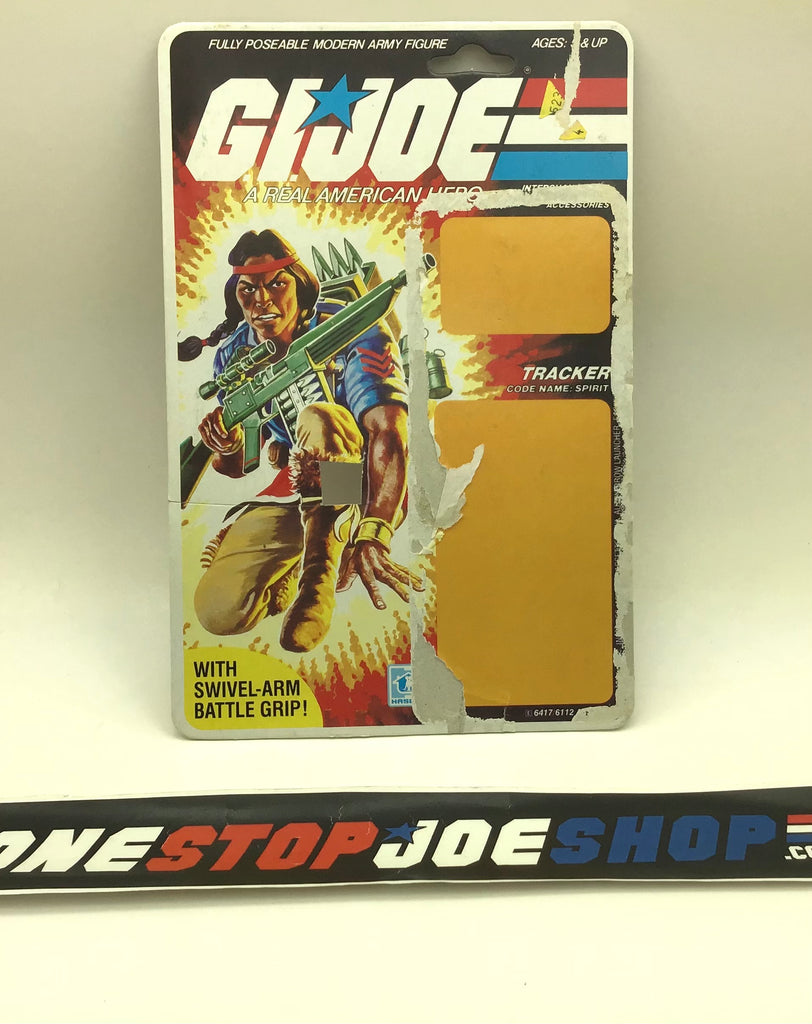 FULLY POSEABLE MODERN ARMY FIGURE
AGES: & UP
G.I.JOE
®
523
A REAL AMERICAN HERO
ACCESSORIES
TRACKER
CODE NAME: SPIRIT
WITH
SWIVEL-ARM
BATTLE GRIP!
6417/6112
ONESTOPJOESHOP